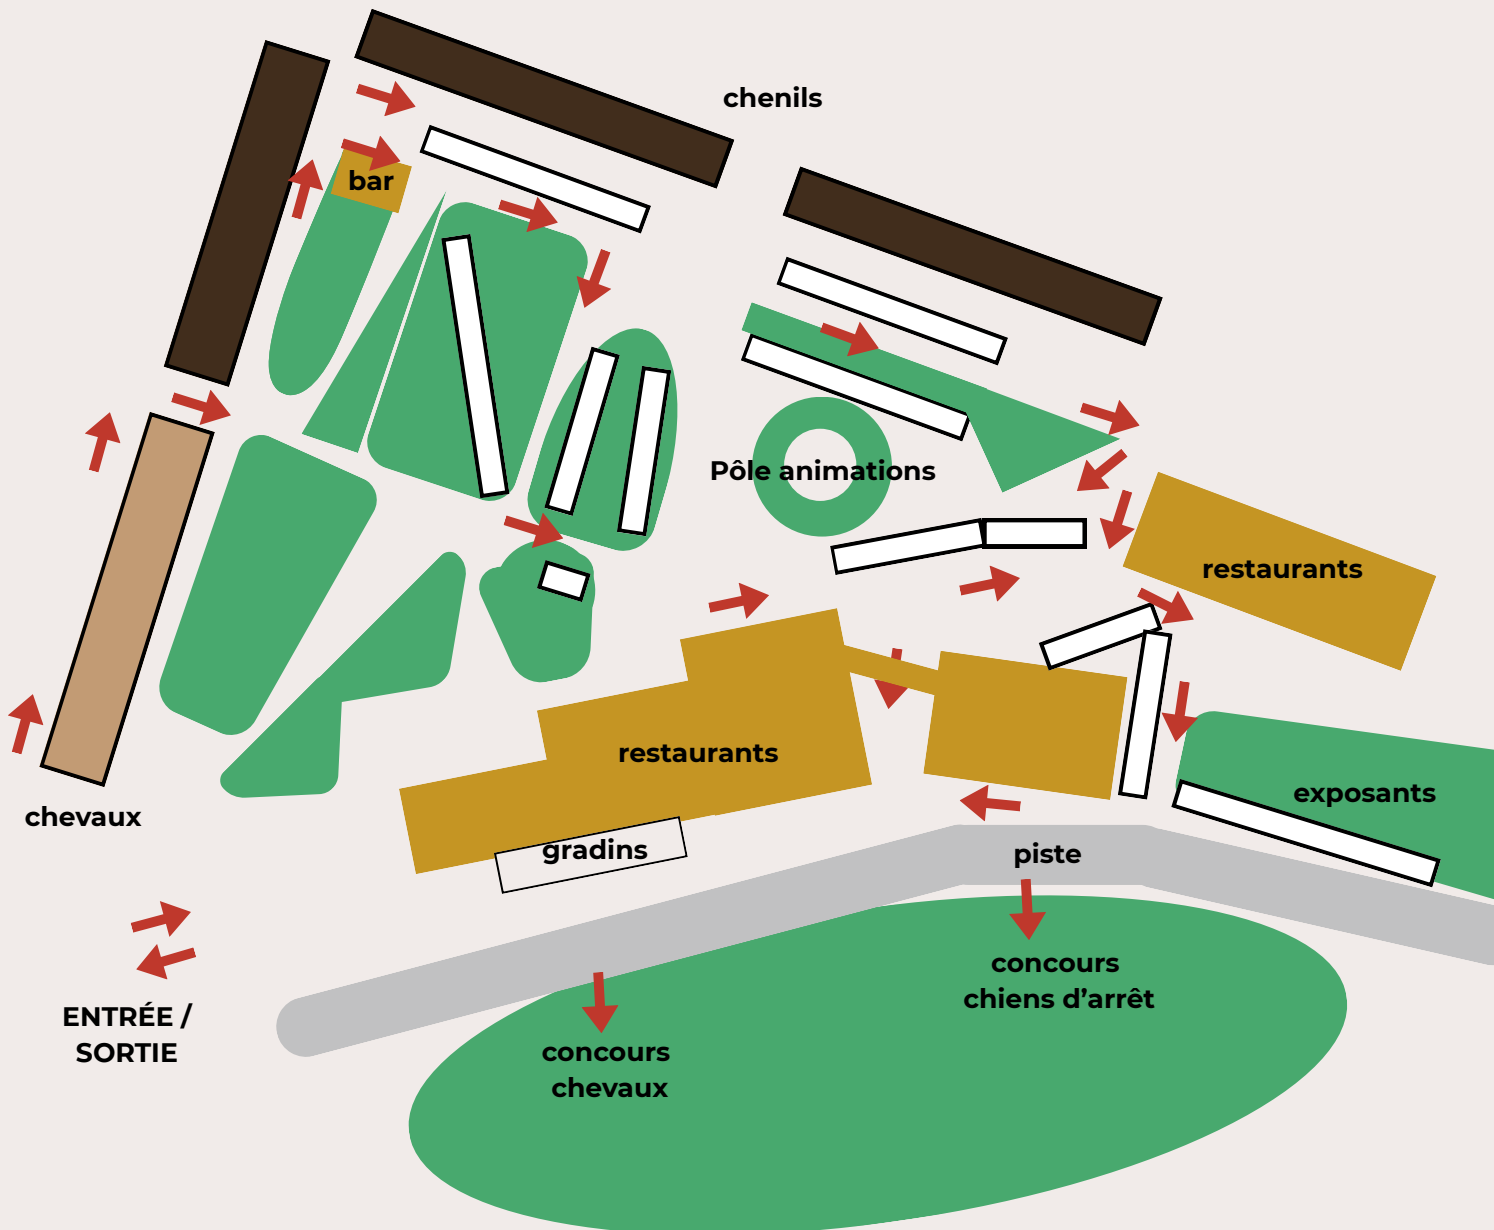 chenils
bar
Pôle animations
restaurants
restaurants
exposants
chevaux
gradins
piste
concours
chiens d’arrêt
ENTRÉE /
SORTIE
concours
chevaux